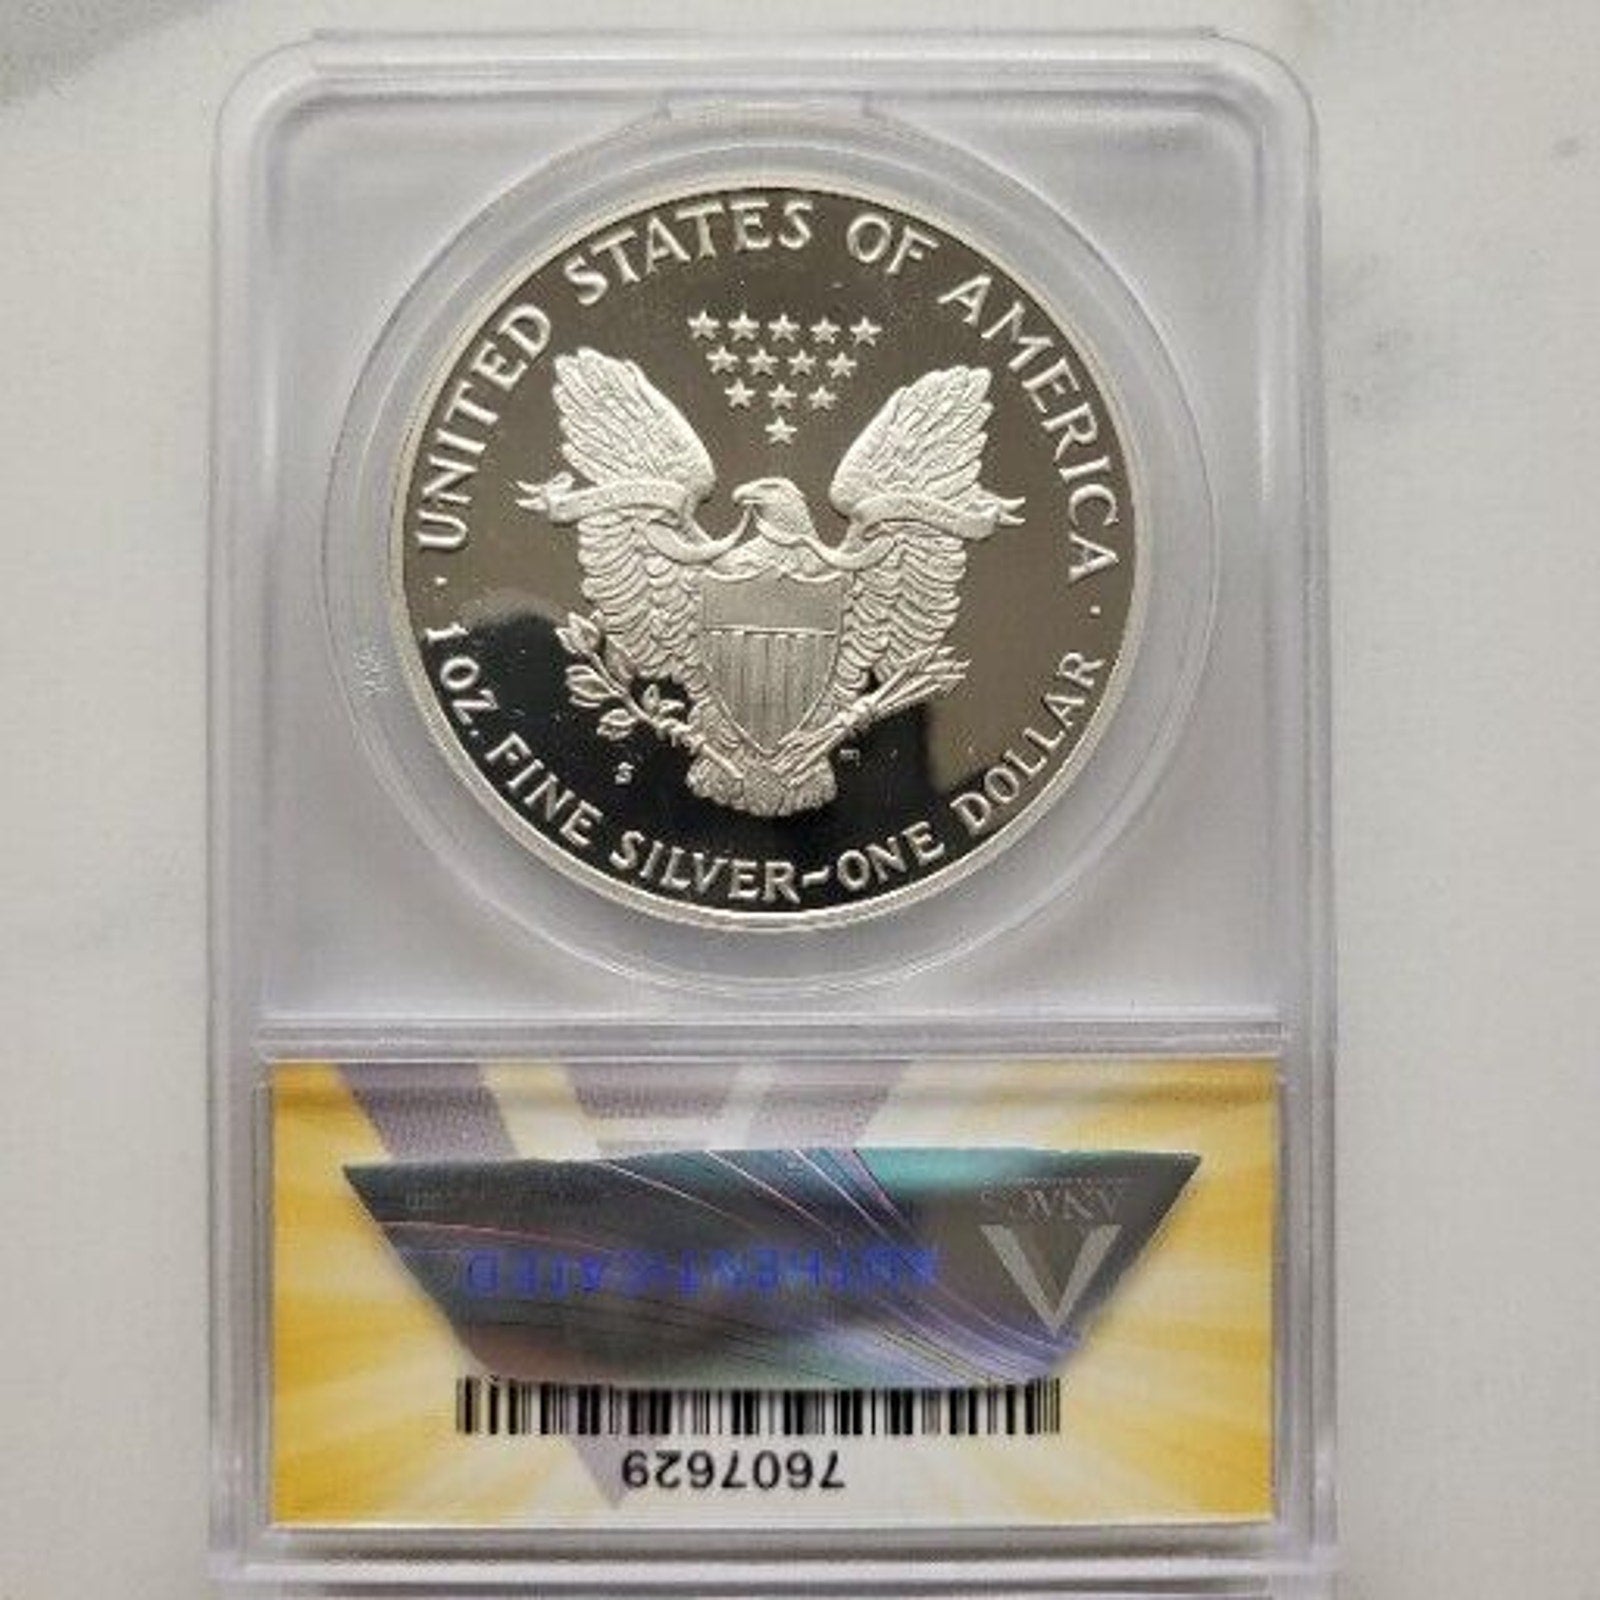 · UNITED STATES OF AMERICA ·
S
1 OZ. FINE SILVER~ONE DOLLAR
ANACS
AUTHENTICATED
7607629